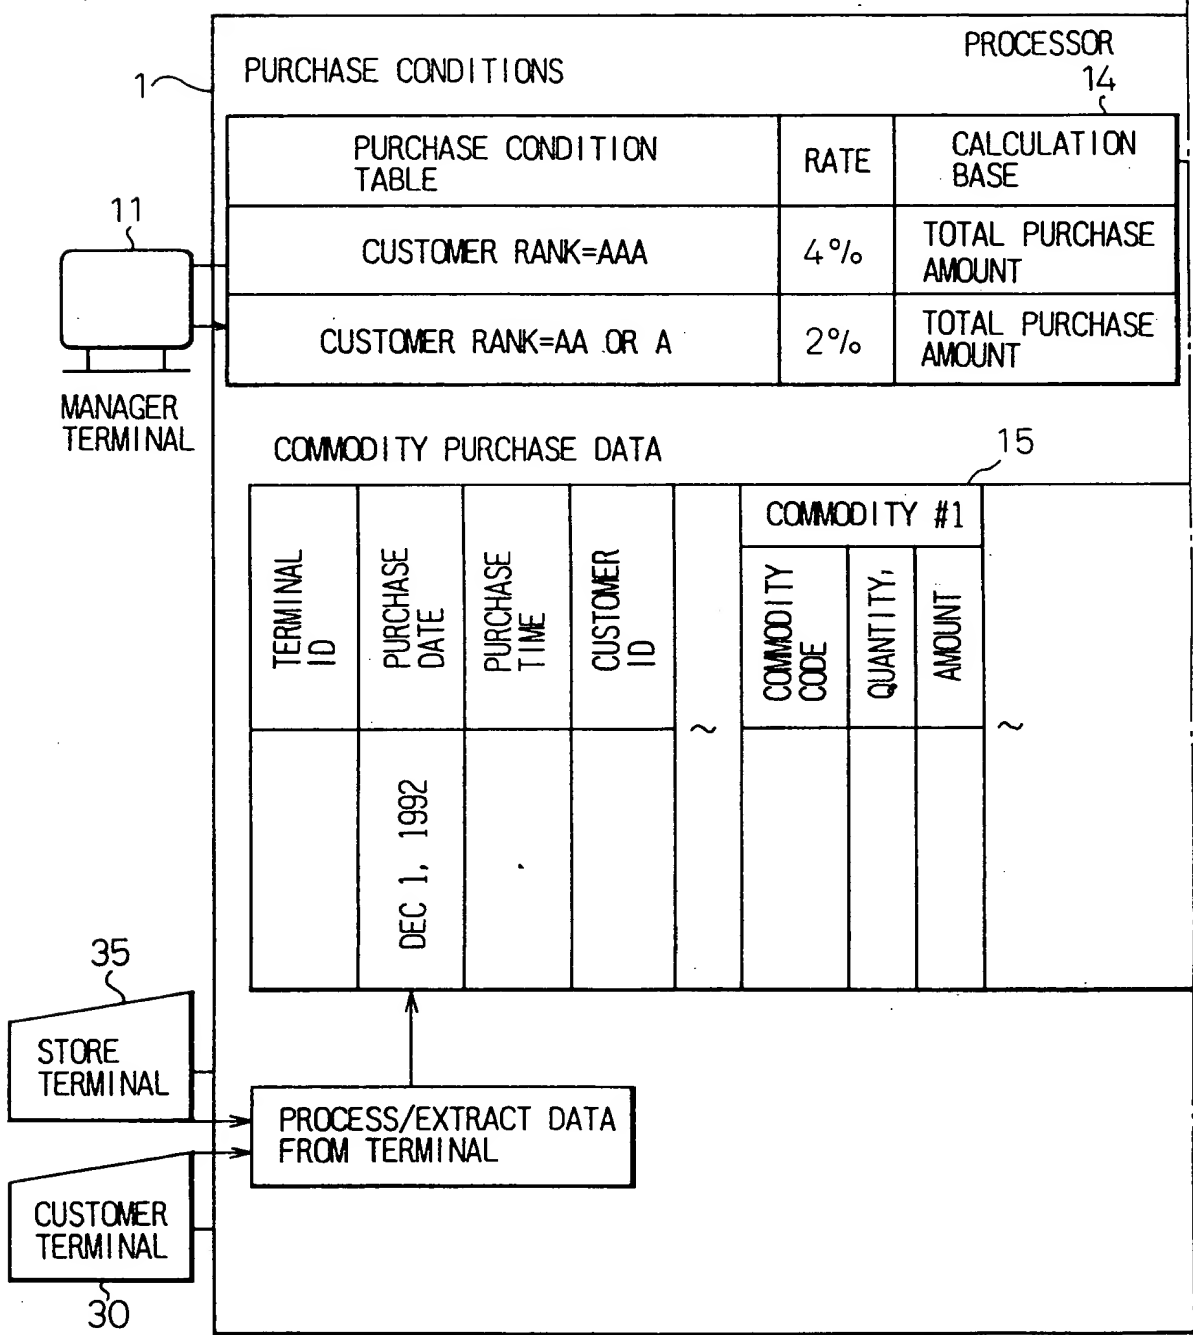 PROCESSOR
PURCHASE CONDITIONS
1
14
PURCHASE CONDITION
TABLE
RATE
CALCULATION
BASE
11
CUSTOMER RANK=AAA
4%
TOTAL PURCHASE
AMOUNT
CUSTOMER RANK=AA OR A
2%
TOTAL PURCHASE
AMOUNT
MANAGER
TERMINAL
COMMODITY PURCHASE DATA
15
TERMINAL
ID
PURCHASE
DATE
PURCHASE
TIME
CUSTOMER
ID
~
COMMODITY #1
COMMODITY
CODE
QUANTITY,
AMOUNT
~
DEC 1, 1992
35
STORE
TERMINAL
PROCESS/EXTRACT DATA
FROM TERMINAL
CUSTOMER
TERMINAL
30